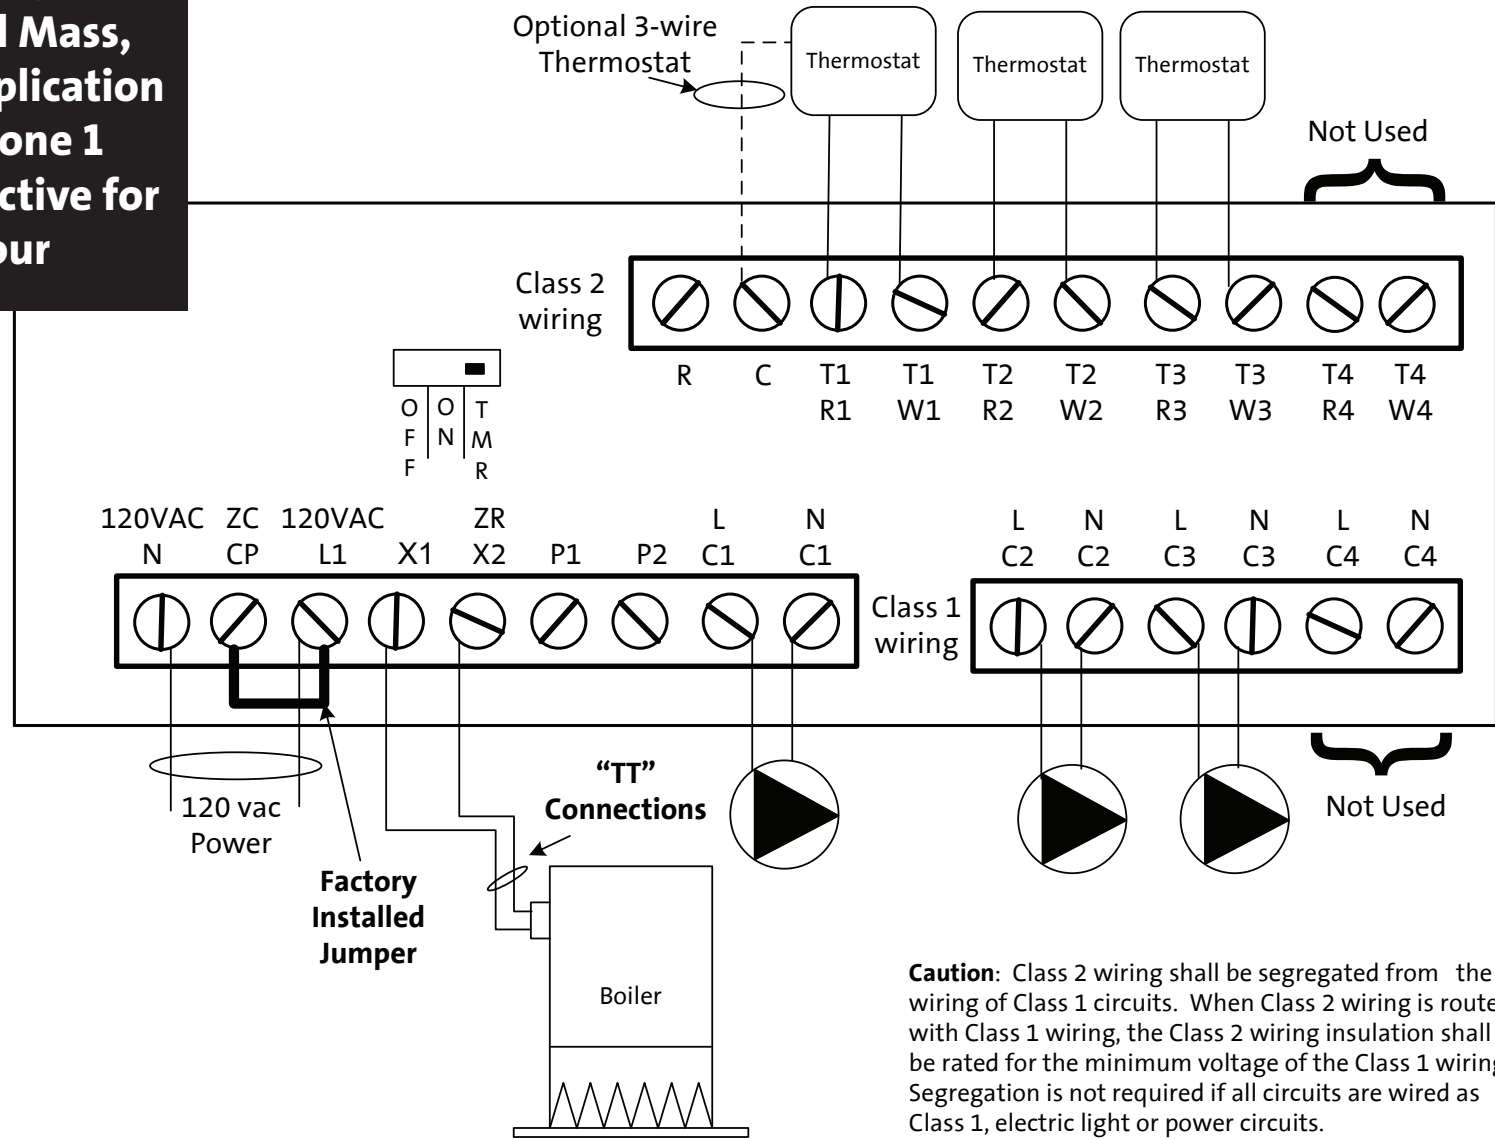 Mass,
one 1
for
Optional 3-wire
Thermostat
Thermostat
Thermostat
Thermostat
Not Used
Class 2
wiring
R C T1 T1 T2 T2 T3 T3 T4 T4
R1 W1 R2 W2 R3 W3 R4 W4
OFF
ON
TMR
120VAC ZC 120VAC ZR L N
N CP L1 X1 X2 P1 P2 C1 C1
L N L N L N
C2 C2 C3 C3 C4 C4
Class 1
wiring
120 vac
Power
Factory
Installed
Jumper
“TT”
Connections
Boiler
Not Used
Caution: Class 2 wiring shall be segregated from the
wiring of Class 1 circuits. When Class 2 wiring is route
with Class 1 wiring, the Class 2 wiring insulation shall
be rated for the minimum voltage of the Class 1 wiring
Segregation is not required if all circuits are wired as
Class 1, electric light or power circuits.